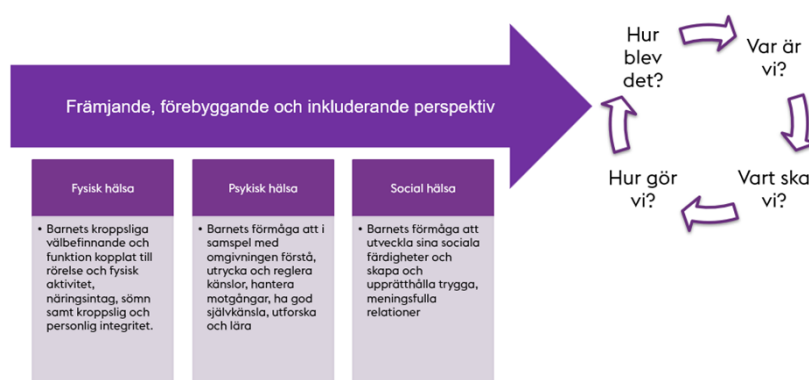 Främjande, förebyggande och inkluderande perspektiv
Fysisk hälsa
• Barnets kroppsliga
välbefinnande och
funktion kopplat till
rörelse och fysisk
aktivitet,
näringsintag, sömn
samt kroppslig och
personlig integritet.
Psykisk hälsa
• Barnets förmåga att i
samspel med
omgivningen förstå,
utrycka och reglera
känslor, hantera
motgångar, ha god
självkänsla, utforska
och lära
Social hälsa
• Barnets förmåga att
utveckla sina sociala
färdigheter och
skapa och
upprätthålla trygga,
meningsfulla
relationer
Hur
blev
det?
Var är
vi?
Vart ska
vi?
Hur gör
vi?